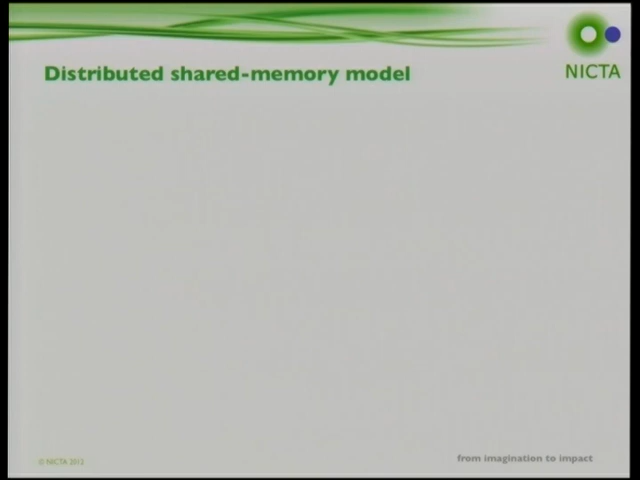 NICTA
Distributed shared-memory model
© NICTA 2012
from imagination to impact